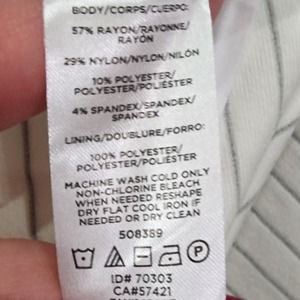 BODY/CORPS/CUERPO:
57% RAYON/RAYONNE/
RAYÓN
29% NYLON/NYLON/NILÓN
10% POLYESTER/
POLYESTER/POLIÉSTER
4% SPANDEX/SPANDEX/
SPANDEX
LINING/DOUBLURE/FORRO:
100% POLYESTER/
POLYESTER/POLIÉSTER
MACHINE WASH COLD ONLY
NON-CHLORINE BLEACH
WHEN NEEDED RESHAPE
DRY FLAT COOL IRON IF
NEEDED OR DRY CLEAN
508389
P
ID# 70303
CA#57421